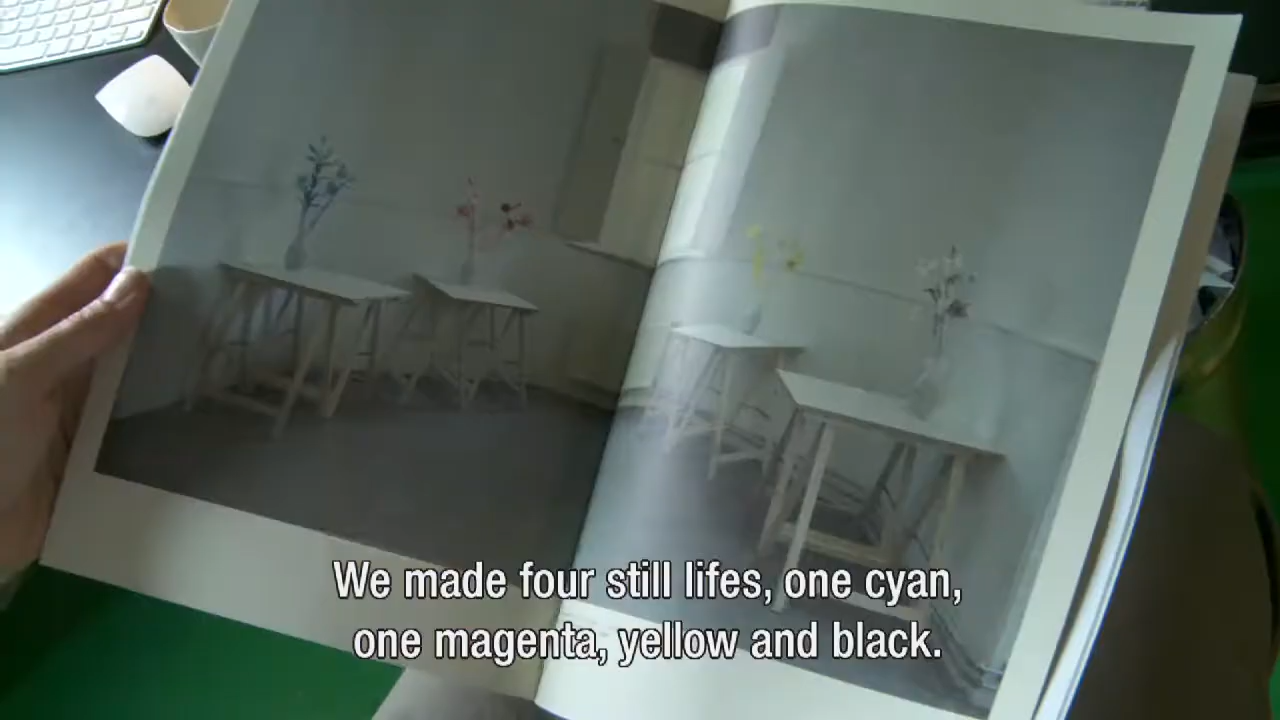 We made four still lifes, one cyan,
one magenta, yellow and black.